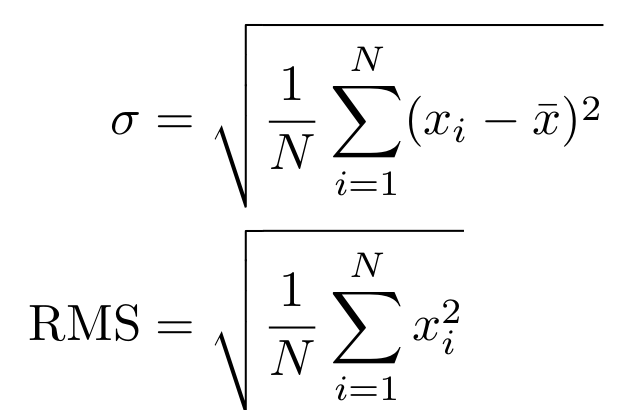 σ = √(1/N ∑_{i=1}^{N} (x_i − x̄)²)
RMS = √(1/N ∑_{i=1}^{N} x_i²)